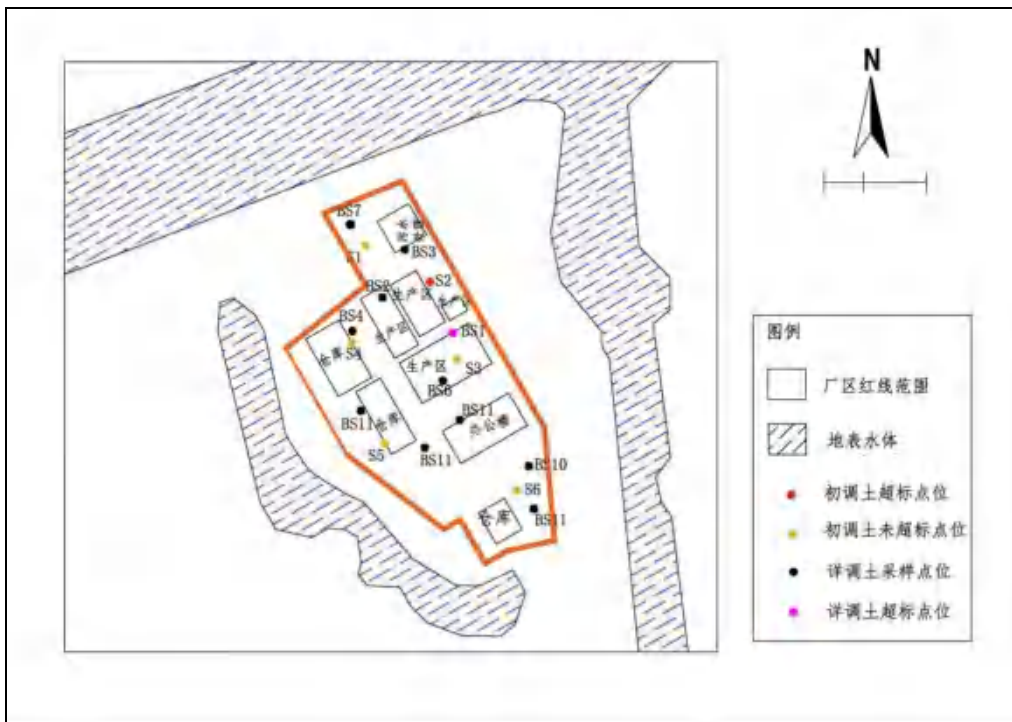 N
BS7
S1
BS3
BS2
S2
生产区
生产区
BS4
S4
仓库
BS1
生产区
S3
BS6
BS11
仓库
S5
BS11
办公楼
BS11
BS10
S6
仓库
BS11
图例
厂区红线范围
地表水体
初调土超标点位
初调土未超标点位
详调土采样点位
详调土超标点位